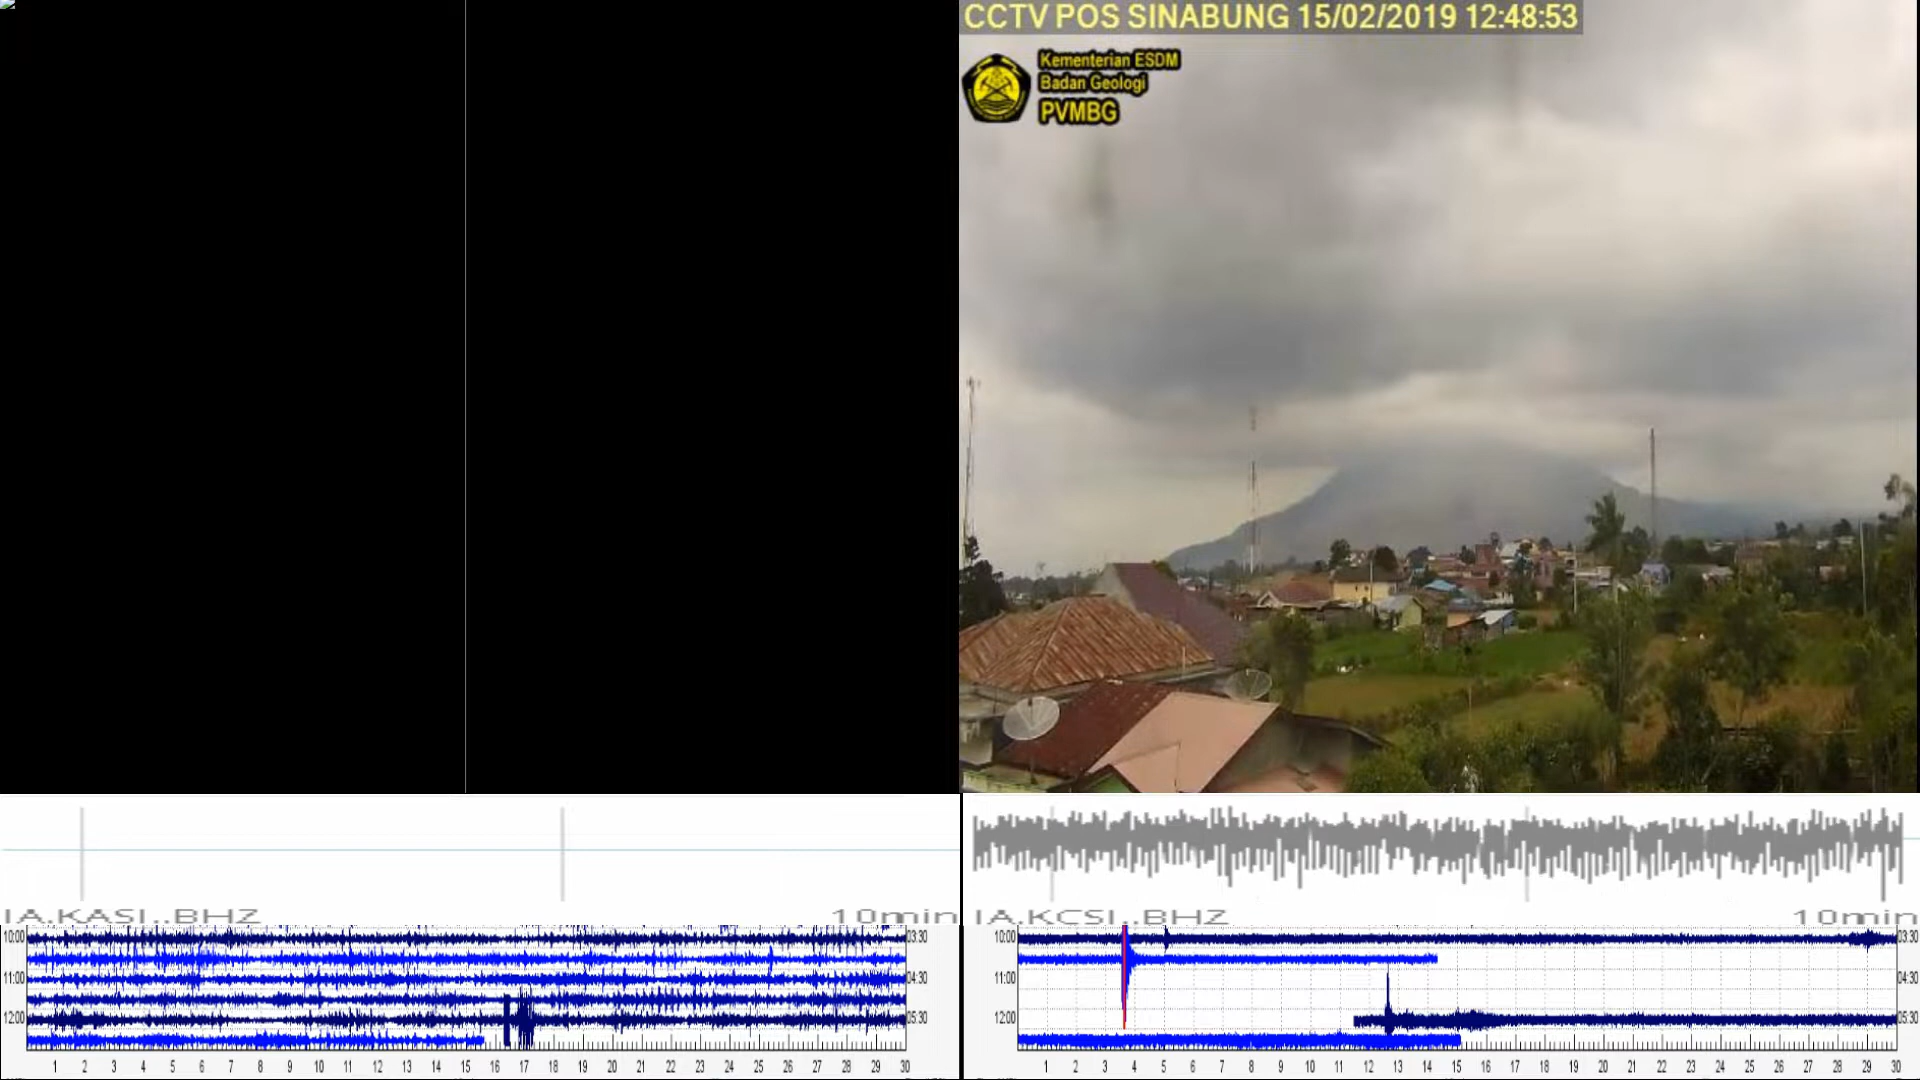 CCTV POS SINABUNG 15/02/2019 12:48:53
Kementerian ESDM
Badan Geologi
PVMBG
IA.KASI..BHZ 10min
10:00 03:30
11:00 04:30
12:00 05:30
1 2 3 4 5 6 7 8 9 10 11 12 13 14 15 16 17 18 19 20 21 22 23 24 25 26 27 28 29 30
IA.KCSI..BHZ 10min
10:00 03:30
11:00 04:30
12:00 05:30
1 2 3 4 5 6 7 8 9 10 11 12 13 14 15 16 17 18 19 20 21 22 23 24 25 26 27 28 29 30